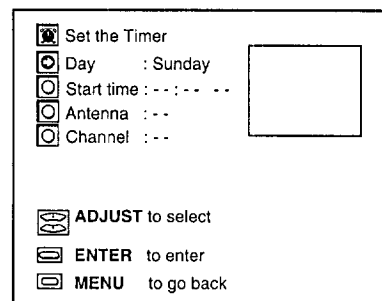 Set the Timer
Day : Sunday
Start time : - - : - - - -
Antenna : - -
Channel : - -
ADJUST to select
ENTER to enter
MENU to go back